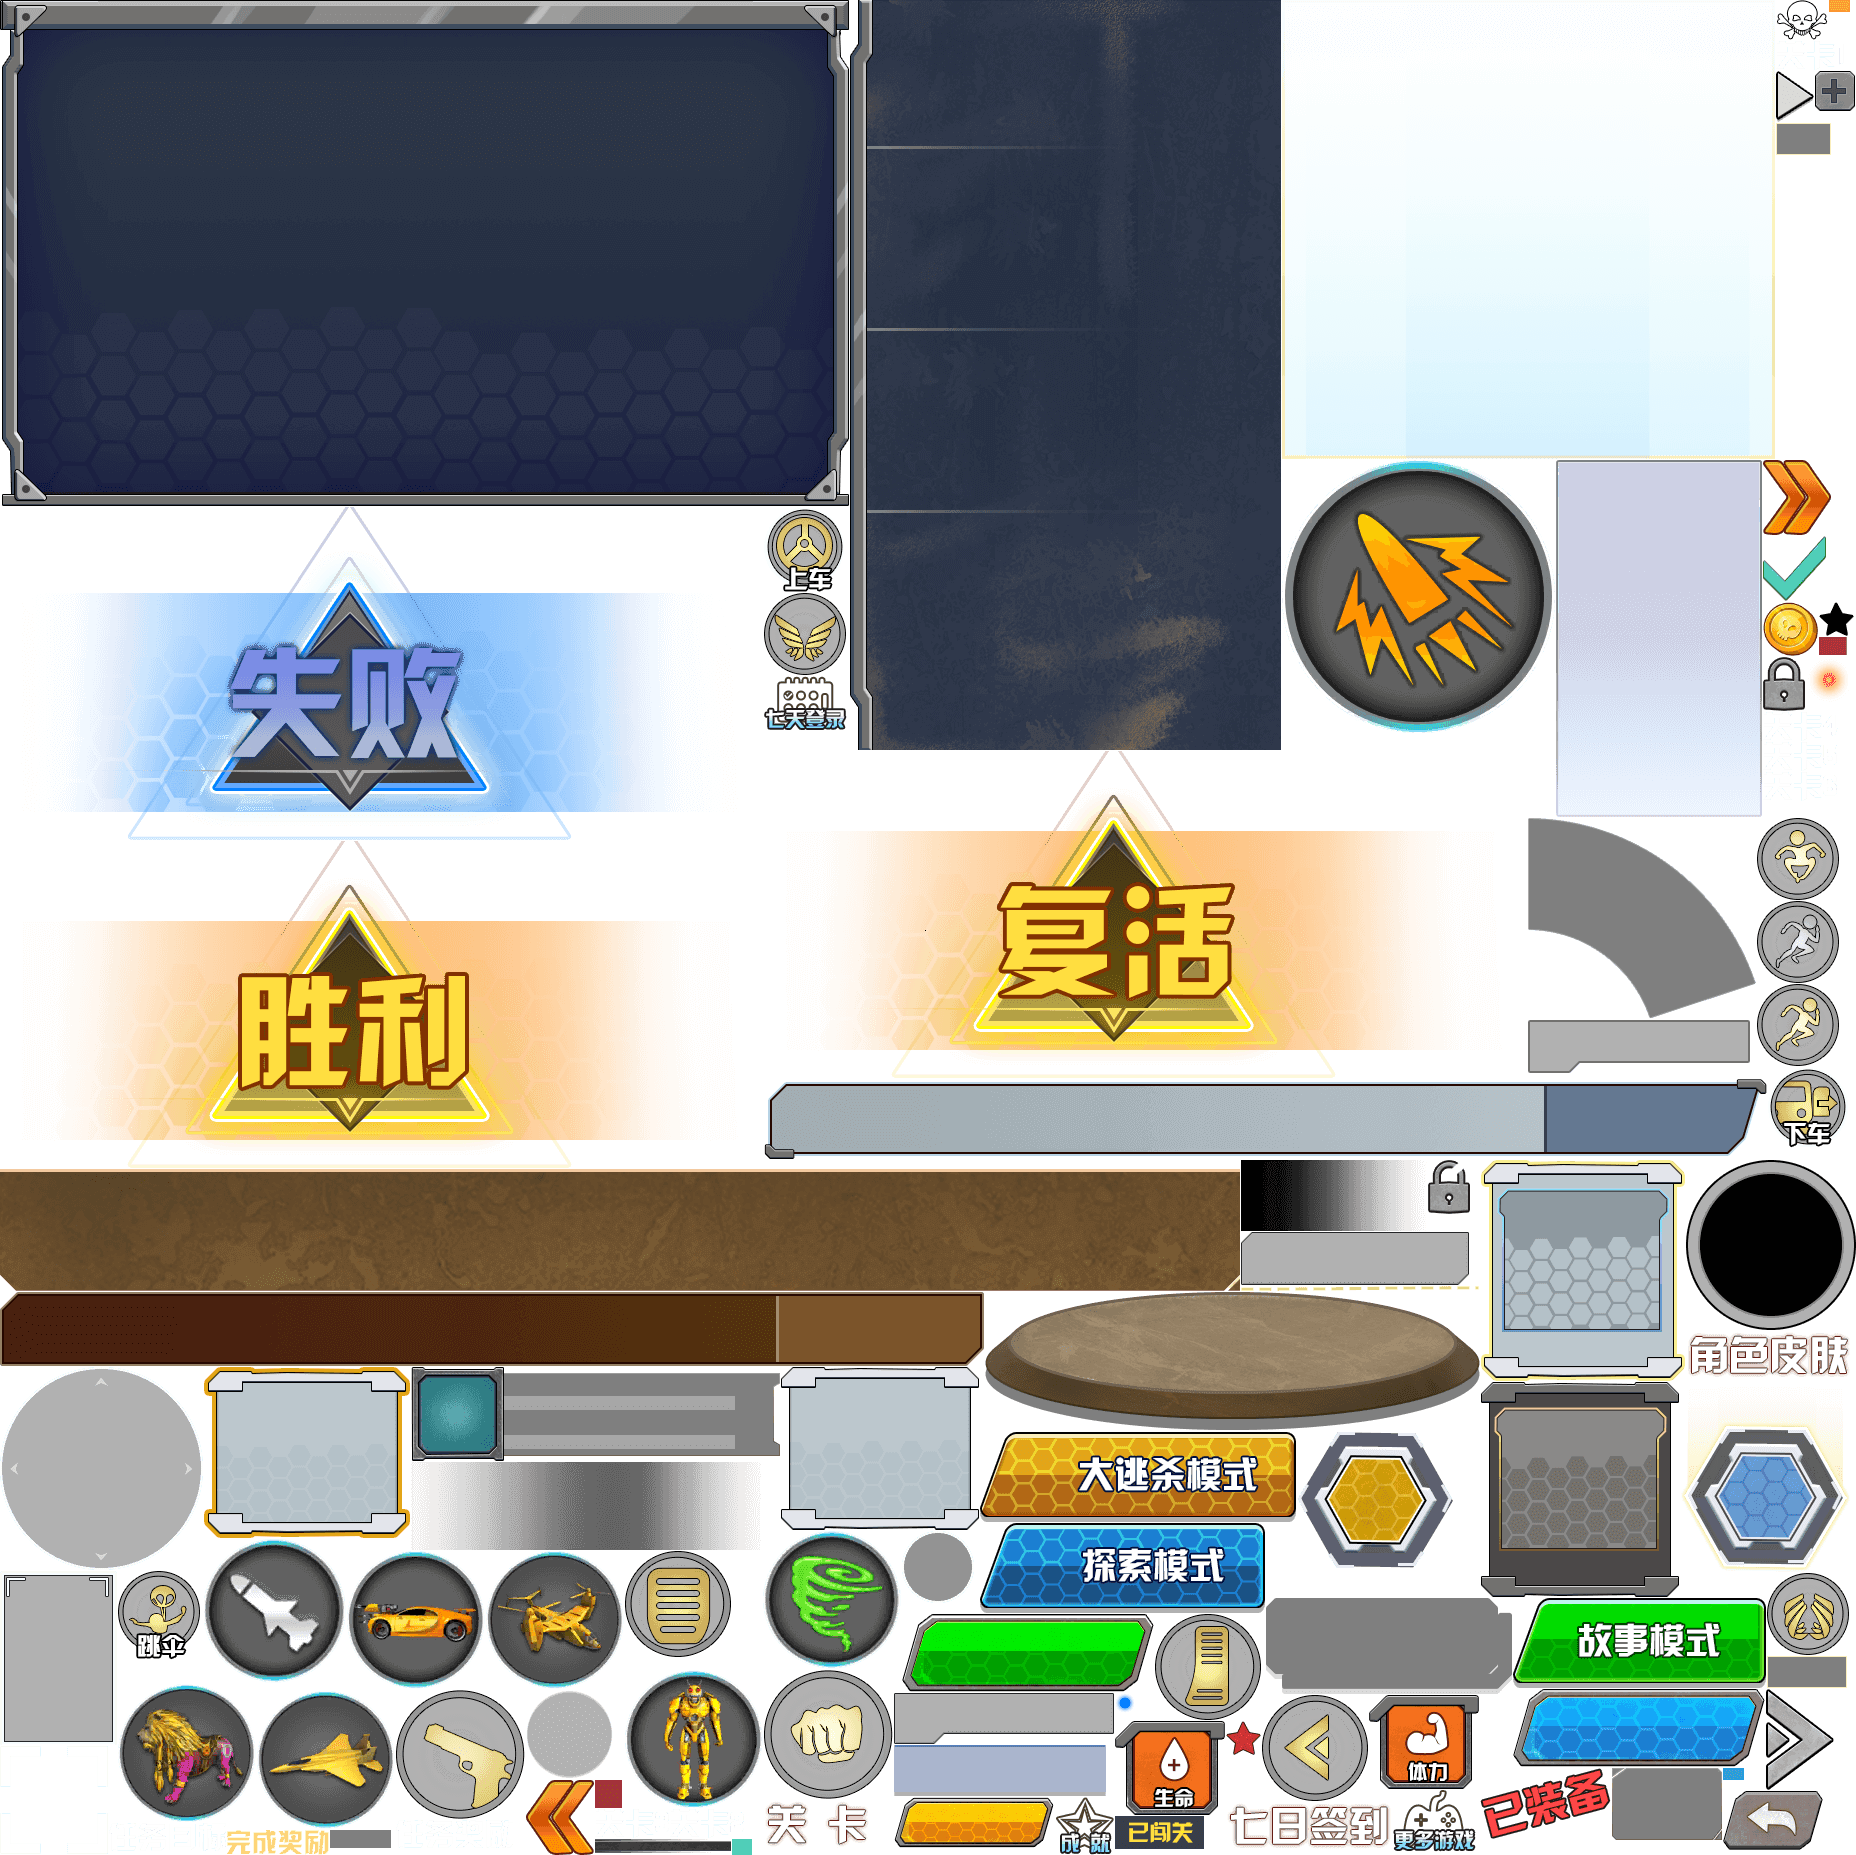 上车
七天登录
失败
复活
胜利
下车
角色皮肤
大逃杀模式
探索模式
跳伞
故事模式
生命
体力
关卡
完成奖励
成就
已闯关
七日签到
更多游戏
已装备